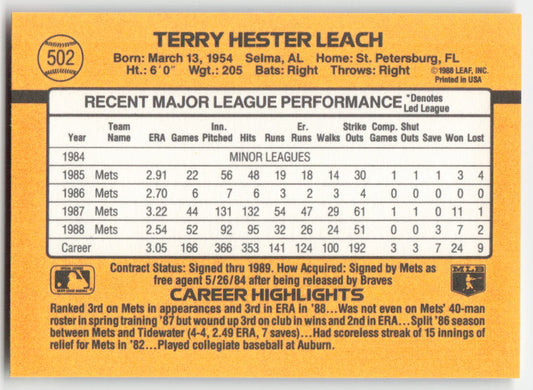 502
TERRY HESTER LEACH
Born: March 13, 1954 Selma, AL Home: St. Petersburg, FL
Ht.: 6'0" Wgt.: 205 Bats: Right Throws: Right
©1988 LEAF, INC.
Printed in USA
RECENT MAJOR LEAGUE PERFORMANCE *Denotes Led League
Year Team Name ERA Games Inn. Pitched Hits Runs Er. Runs Walks Strike Outs Comp. Games Shut Outs Save Won Lost
1984 MINOR LEAGUES
1985 Mets 2.91 22 56 48 19 18 14 30 1 1 1 3 4
1986 Mets 2.70 6 7 6 3 2 3 4 0 0 0 0 0
1987 Mets 3.22 44 131 132 54 47 29 61 1 1 0 11 1
1988 Mets 2.54 52 92 95 32 26 24 51 0 0 3 7 2
Career 3.05 166 366 353 141 124 100 192 3 3 7 24 9
Contract Status: Signed thru 1989. How Acquired: Signed by Mets as
free agent 5/26/84 after being released by Braves
MLB
CAREER HIGHLIGHTS
Ranked 3rd on Mets in appearances and 3rd in ERA in '88...Was not even on Mets' 40-man
roster in spring training '87 but wound up 3rd on club in wins and 2nd in ERA...Split '86 season
between Mets and Tidewater (4-4, 2.49 ERA, 7 saves)...Had scoreless streak of 15 innings of
relief for Mets in '82...Played collegiate baseball at Auburn.